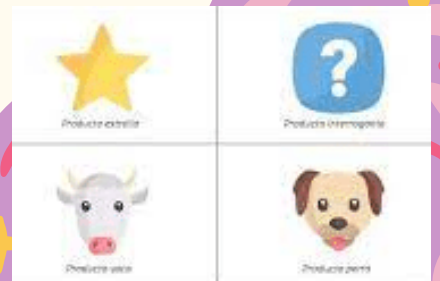 Producto estrella
Producto interrogante
?
Producto vaca
Producto perro